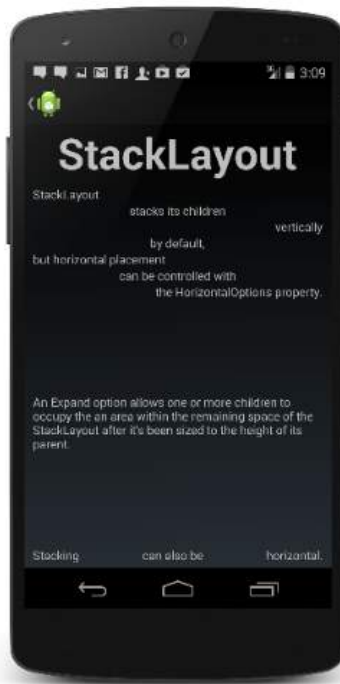 3:09
StackLayout
StackLayout
stacks its children
vertically
by default,
but horizontal placement
can be controlled with
the HorizontalOptions property.
An Expand option allows one or more children to
occupy the an area within the remaining space of the
StackLayout after it's been sized to the height of its
parent.
Stacking can also be horizontal.